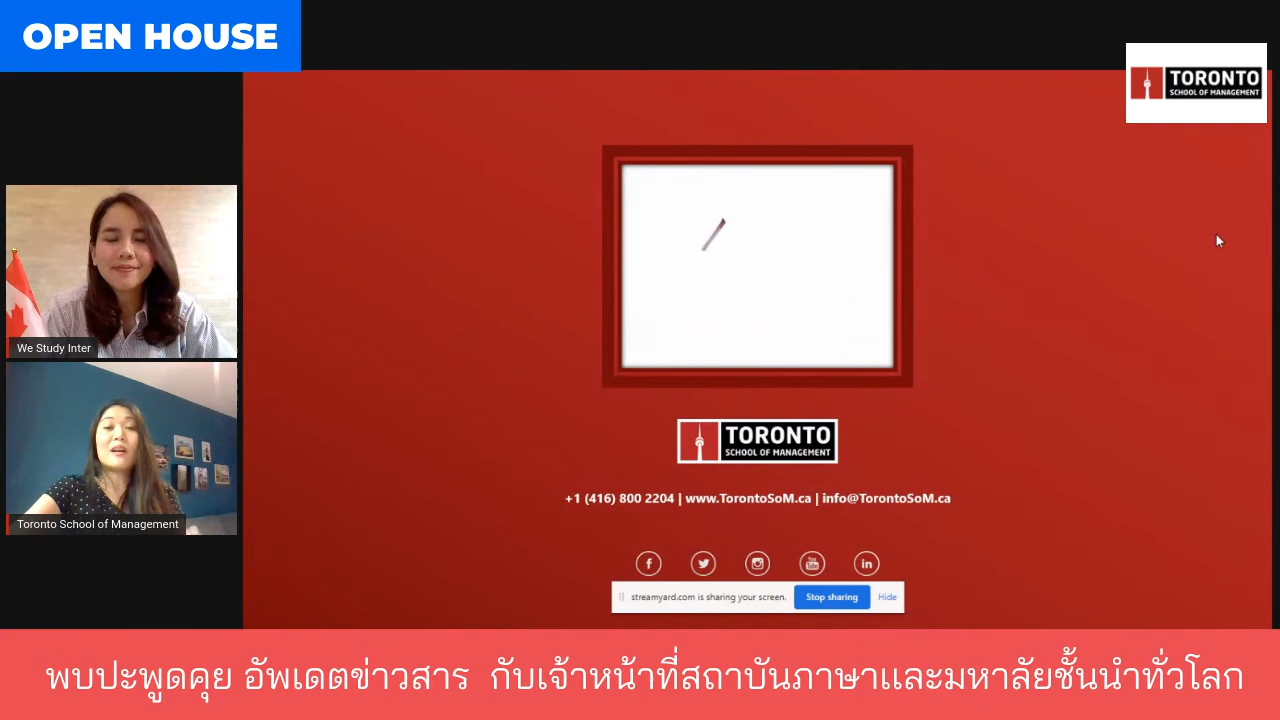 OPEN HOUSE
TORONTO
SCHOOL OF MANAGEMENT
We Study Inter
Toronto School of Management
TORONTO
SCHOOL OF MANAGEMENT
+1 (416) 800 2204 | www.TorontoSoM.ca | info@TorontoSoM.ca
f
You
Tube
in
streamyard.com is sharing your screen.
Stop sharing
Hide
พบปะพูดคุย อัพเดตข่าวสาร กับเจ้าหน้าที่สถาบันภาษาและมหาลัยชั้นนำทั่วโลก